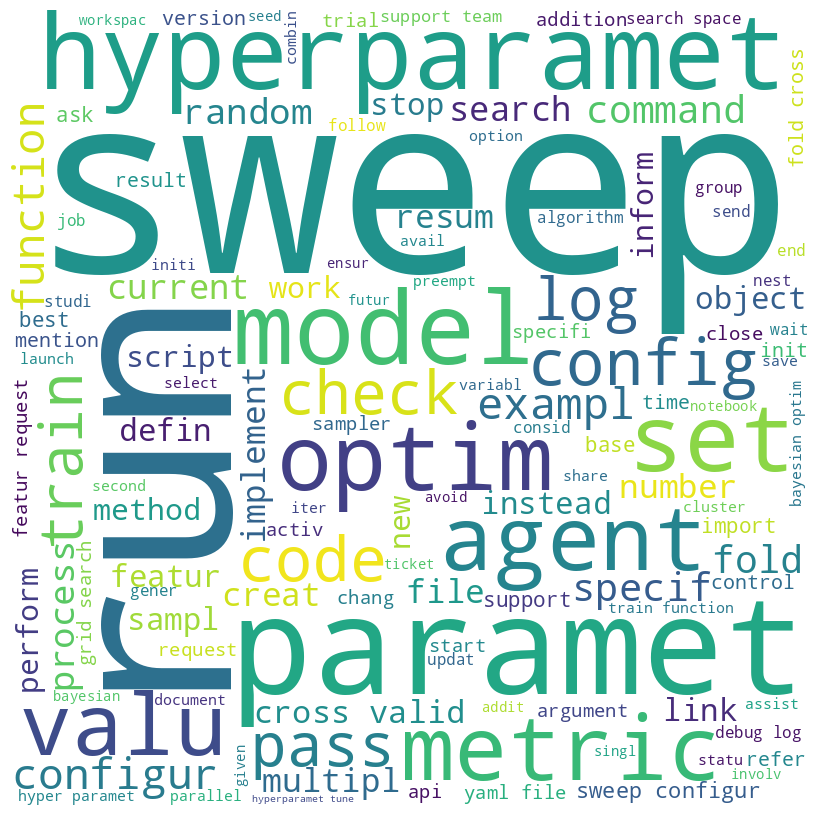 workspac
version
seed
combin
trial
support team
addition
search space
hyperparamet
ask
random
stop
search
command
fold cross
follow
option
function
sweep
result
job
resum
algorithm
inform
group
send
avail
initi
ensur
end
current
work
preempt
nest
studi
futur
log
object
best
model
specifi
mention
script
close
wait
init
launch
config
save
select
check
variabl
run
exampl
time
notebook
featur request
train
defin
implement
sampler
consid
base
set
bayesian optim
optim
share
second
method
iter
avoid
instead
number
cluster
activ
new
agent
import
process
code
ticket
fold
grid search
featur
gener
creat
chang
file
support
specif
control
perform
sampl
train function
request
start
paramet
updat
bayesian
document
valu
cross valid
addit
argument
link
assist
pass
metric
debug log
configur
given
multipl
singl
statu
refer
involv
hyper paramet
parallel
hyperparamet tune
api
yaml file
sweep configur